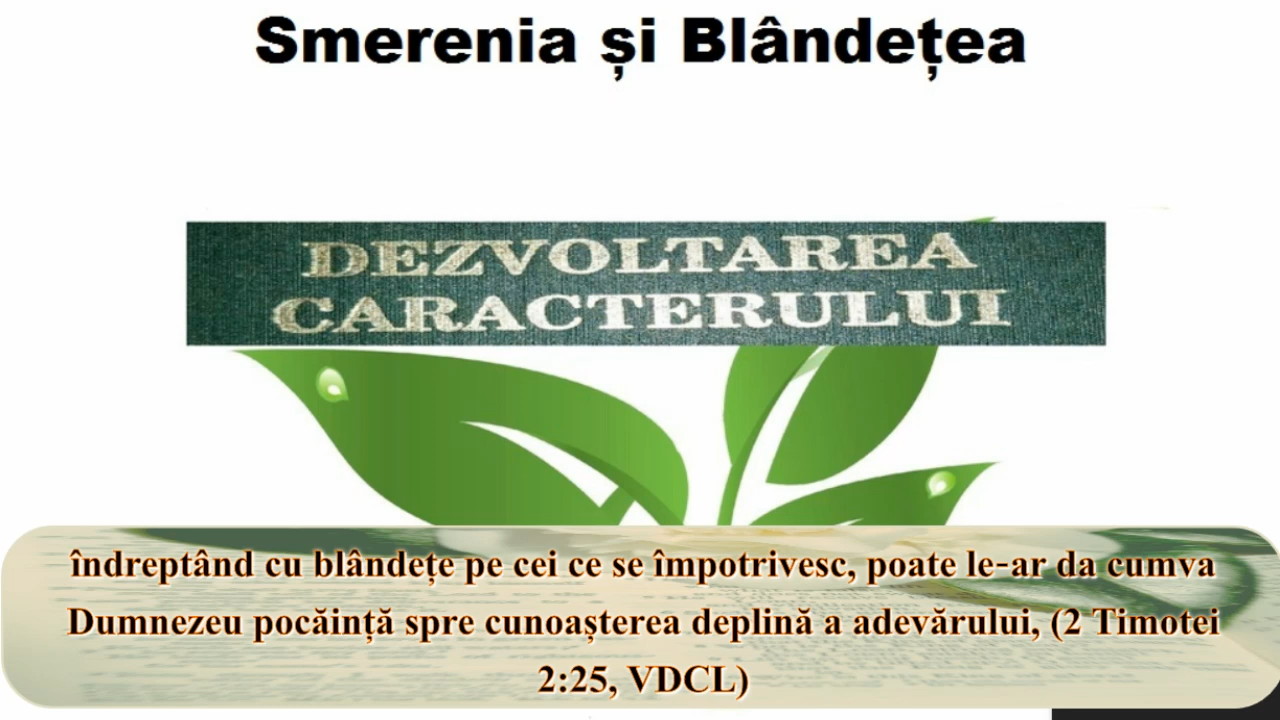 Smerenia și Blândețea
DEZVOLTAREA
CARACTERULUI
îndreptând cu blândețe pe cei ce se împotrivesc, poate le-ar da cumva
Dumnezeu pocăință spre cunoașterea deplină a adevărului, (2 Timotei
2:25, VDCL)